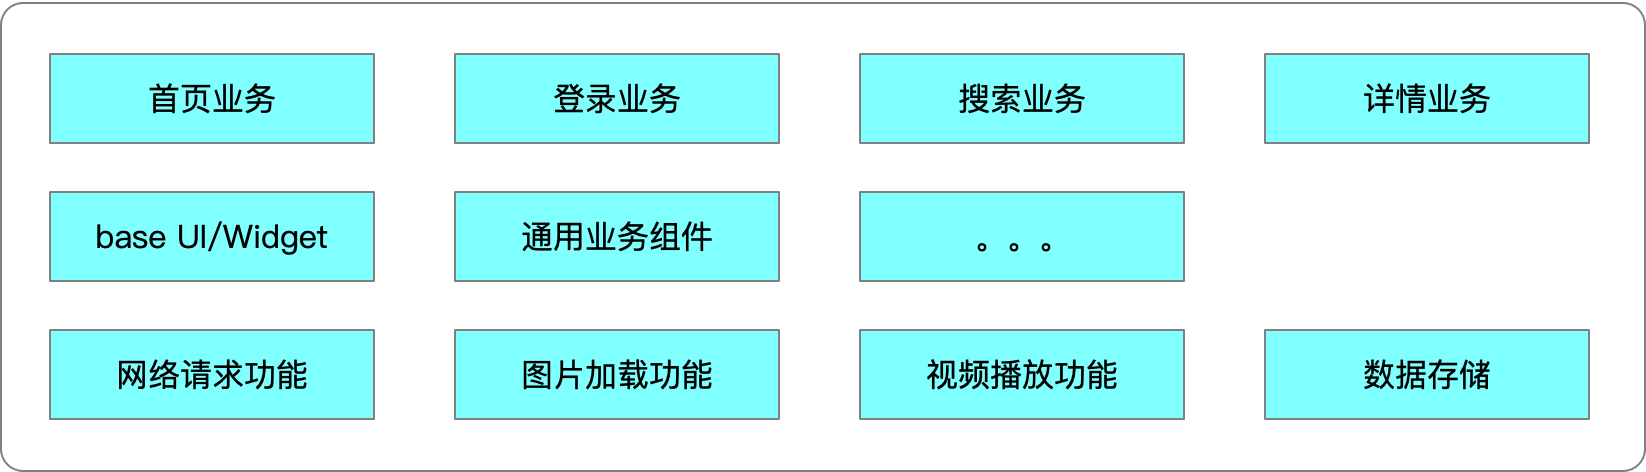 首页业务
登录业务
搜索业务
详情业务
base UI/Widget
通用业务组件
。。。
网络请求功能
图片加载功能
视频播放功能
数据存储